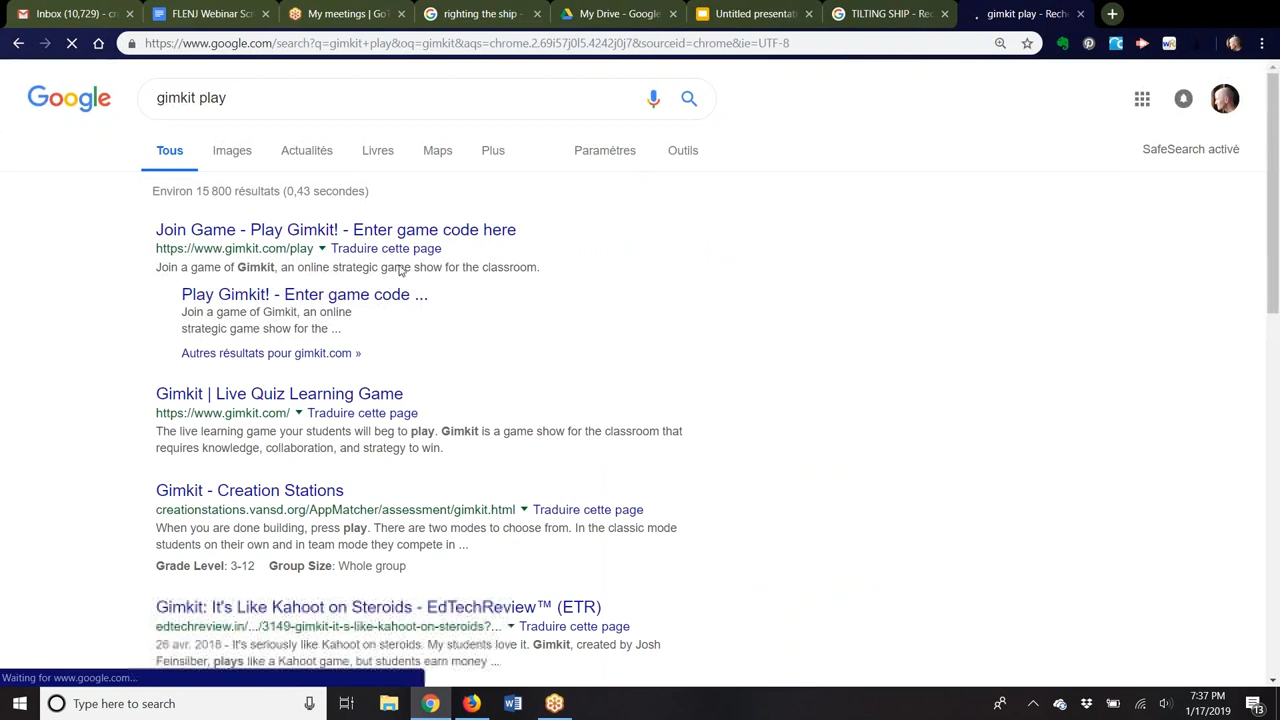 Inbox (10,729) - cr
FLENJ LESSONS - G
My meetings | GoT
Google the ship - .
My Drive - Google
Untitled presentati
TILTING SHIP - Rec
gimkit play - Reche
https://www.google.com/search?q=gimkit+play&oq=gimkit&aqs=chrome.2.69i57j0l5.4242j0j7&sourceid=chrome&ie=UTF-8
Google
gimkit play
Tous Images Actualités Livres Maps Plus Paramètres Outils
SafeSearch activé
Environ 15 800 résultats (0,43 secondes)
Join Game - Play Gimkit! - Enter game code here
https://www.gimkit.com/play Traduire cette page
Join a game of Gimkit, an online strategic game show for the classroom.
Play Gimkit! - Enter game code ...
Join a game of Gimkit, an online
strategic game show for the ...
Autres résultats pour gimkit.com »
Gimkit | Live Quiz Learning Game
https://www.gimkit.com/ Traduire cette page
The live learning game your students will beg to play. Gimkit is a game show for the classroom that
requires knowledge, collaboration, and strategy to win.
Gimkit - Creation Stations
creationstations.vansd.org/AppMatcher/assessment/gimkit.html Traduire cette page
When you are done building, press play. There are two modes to choose from. In the classic mode
students on their own and in team mode they compete in ...
Grade Level: 3-12 Group Size: Whole group
Gimkit: It's Like Kahoot on Steroids - EdTechReview™ (ETR)
edtechreview.in/.../3149-gimkit-it-s-like-kahoot-on-steroids?... Traduire cette page
26 avr. 2018 - It's seriously like Kahoot on steroids. My students love it. Gimkit, created by Josh
Feinsilber, plays like a Kahoot game, but students earn money ...
Waiting for www.google.com...
Type here to search
7:37 PM
1/17/2019
13